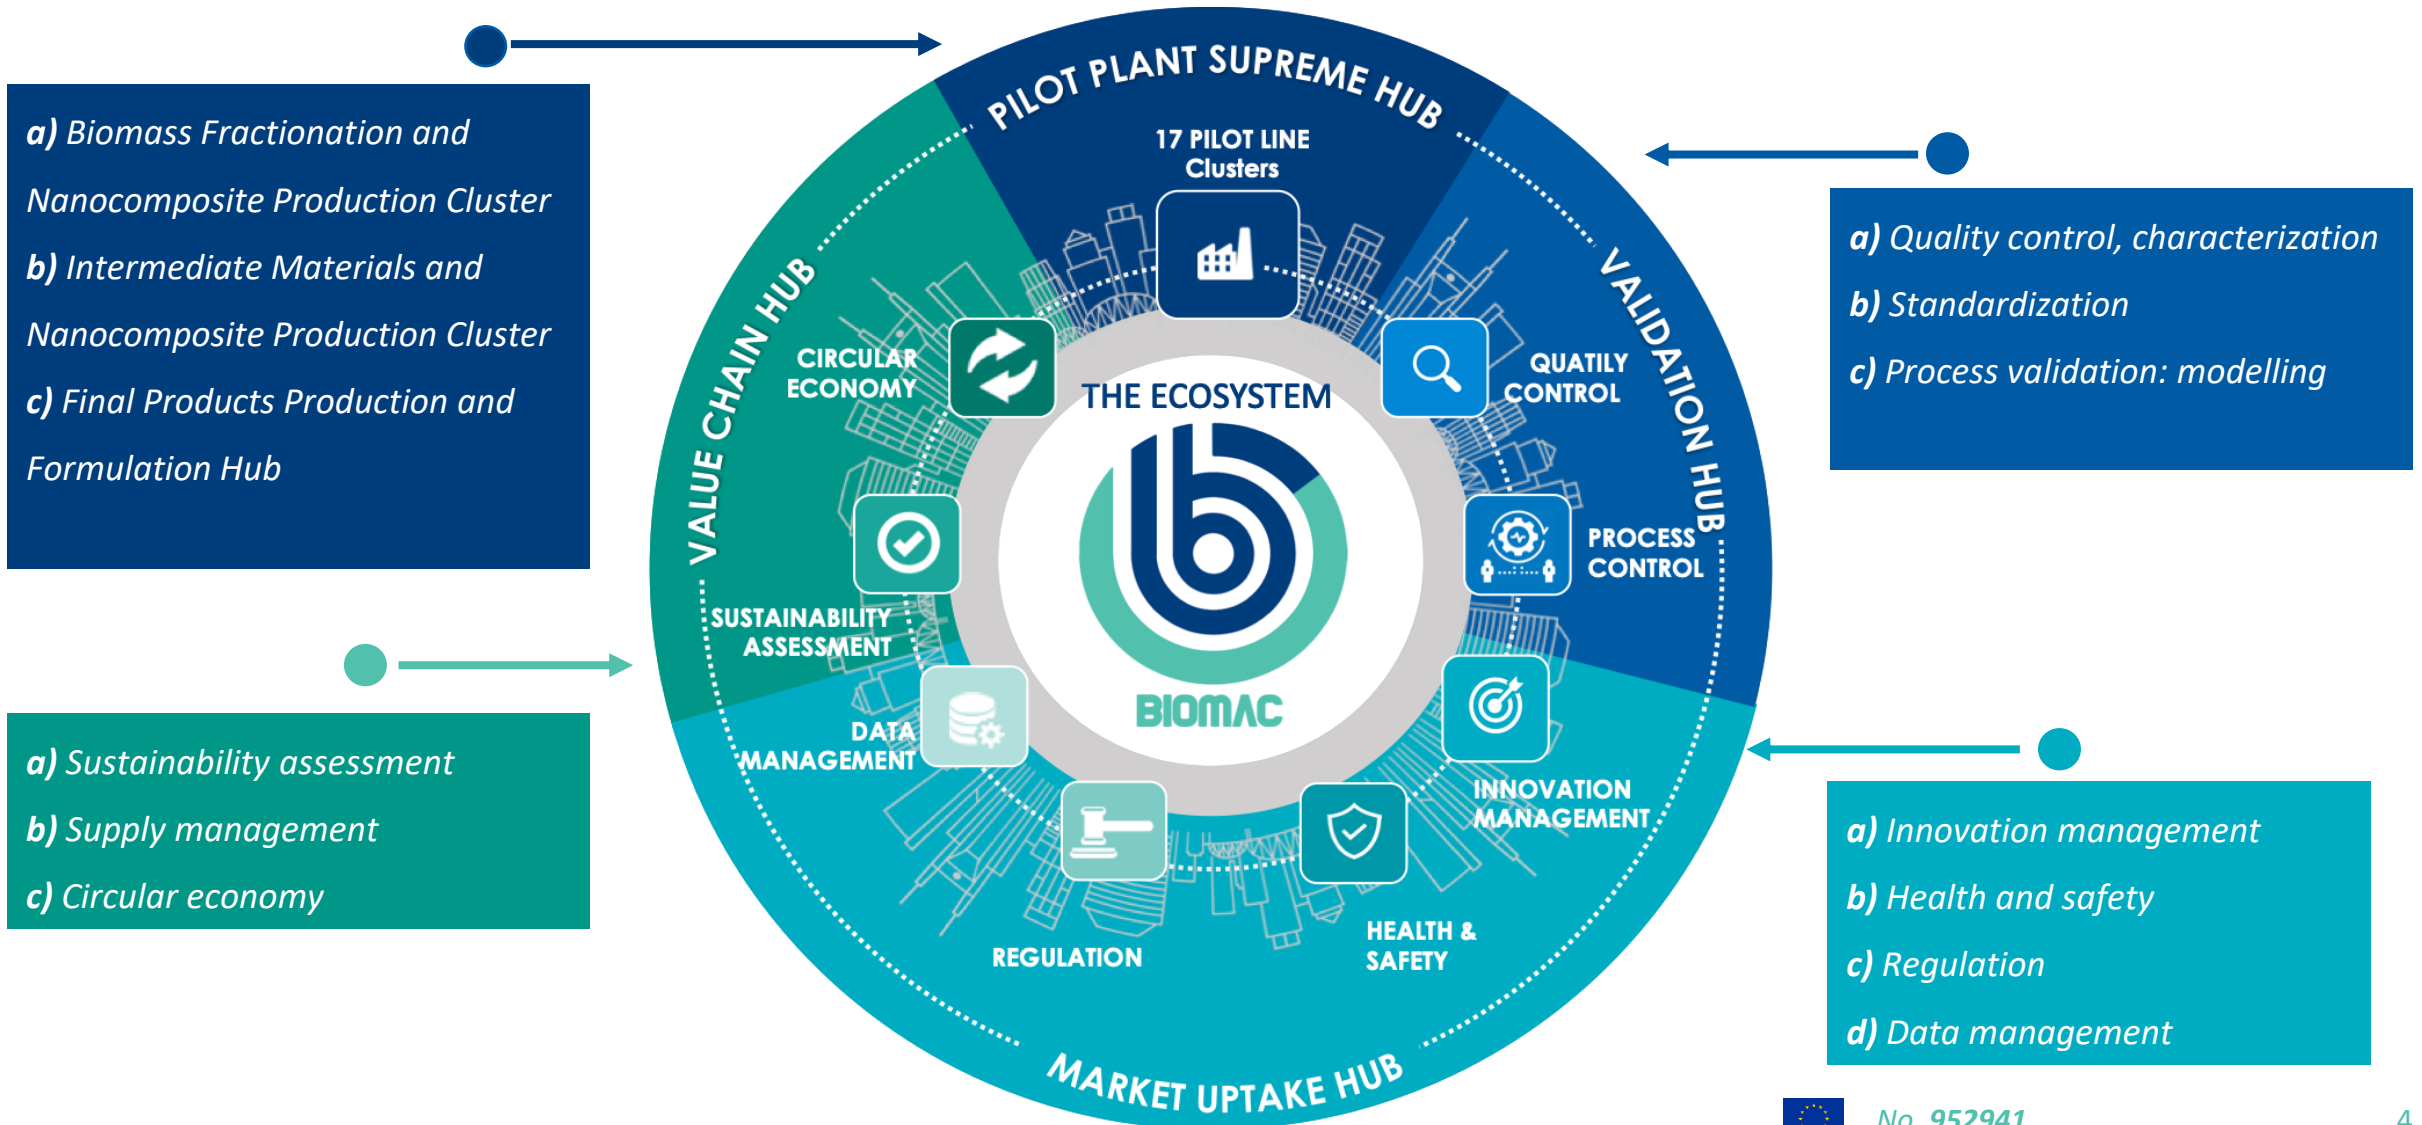 a) Biomass Fractionation and
Nanocomposite Production Cluster
b) Intermediate Materials and
Nanocomposite Production Cluster
c) Final Products Production and
Formulation Hub
a) Sustainability assessment
b) Supply management
c) Circular economy
PILOT PLANT SUPREME HUB
17 PILOT LINE
Clusters
VALUE CHAIN HUB
CIRCULAR
ECONOMY
SUSTAINABILITY
ASSESSMENT
THE ECOSYSTEM
BIOMAC
VALIDATION HUB
QUATILY
CONTROL
PROCESS
CONTROL
DATA
MANAGEMENT
REGULATION
HEALTH &
SAFETY
INNOVATION
MANAGEMENT
MARKET UPTAKE HUB
a) Quality control, characterization
b) Standardization
c) Process validation: modelling
a) Innovation management
b) Health and safety
c) Regulation
d) Data management
No. 952941
4